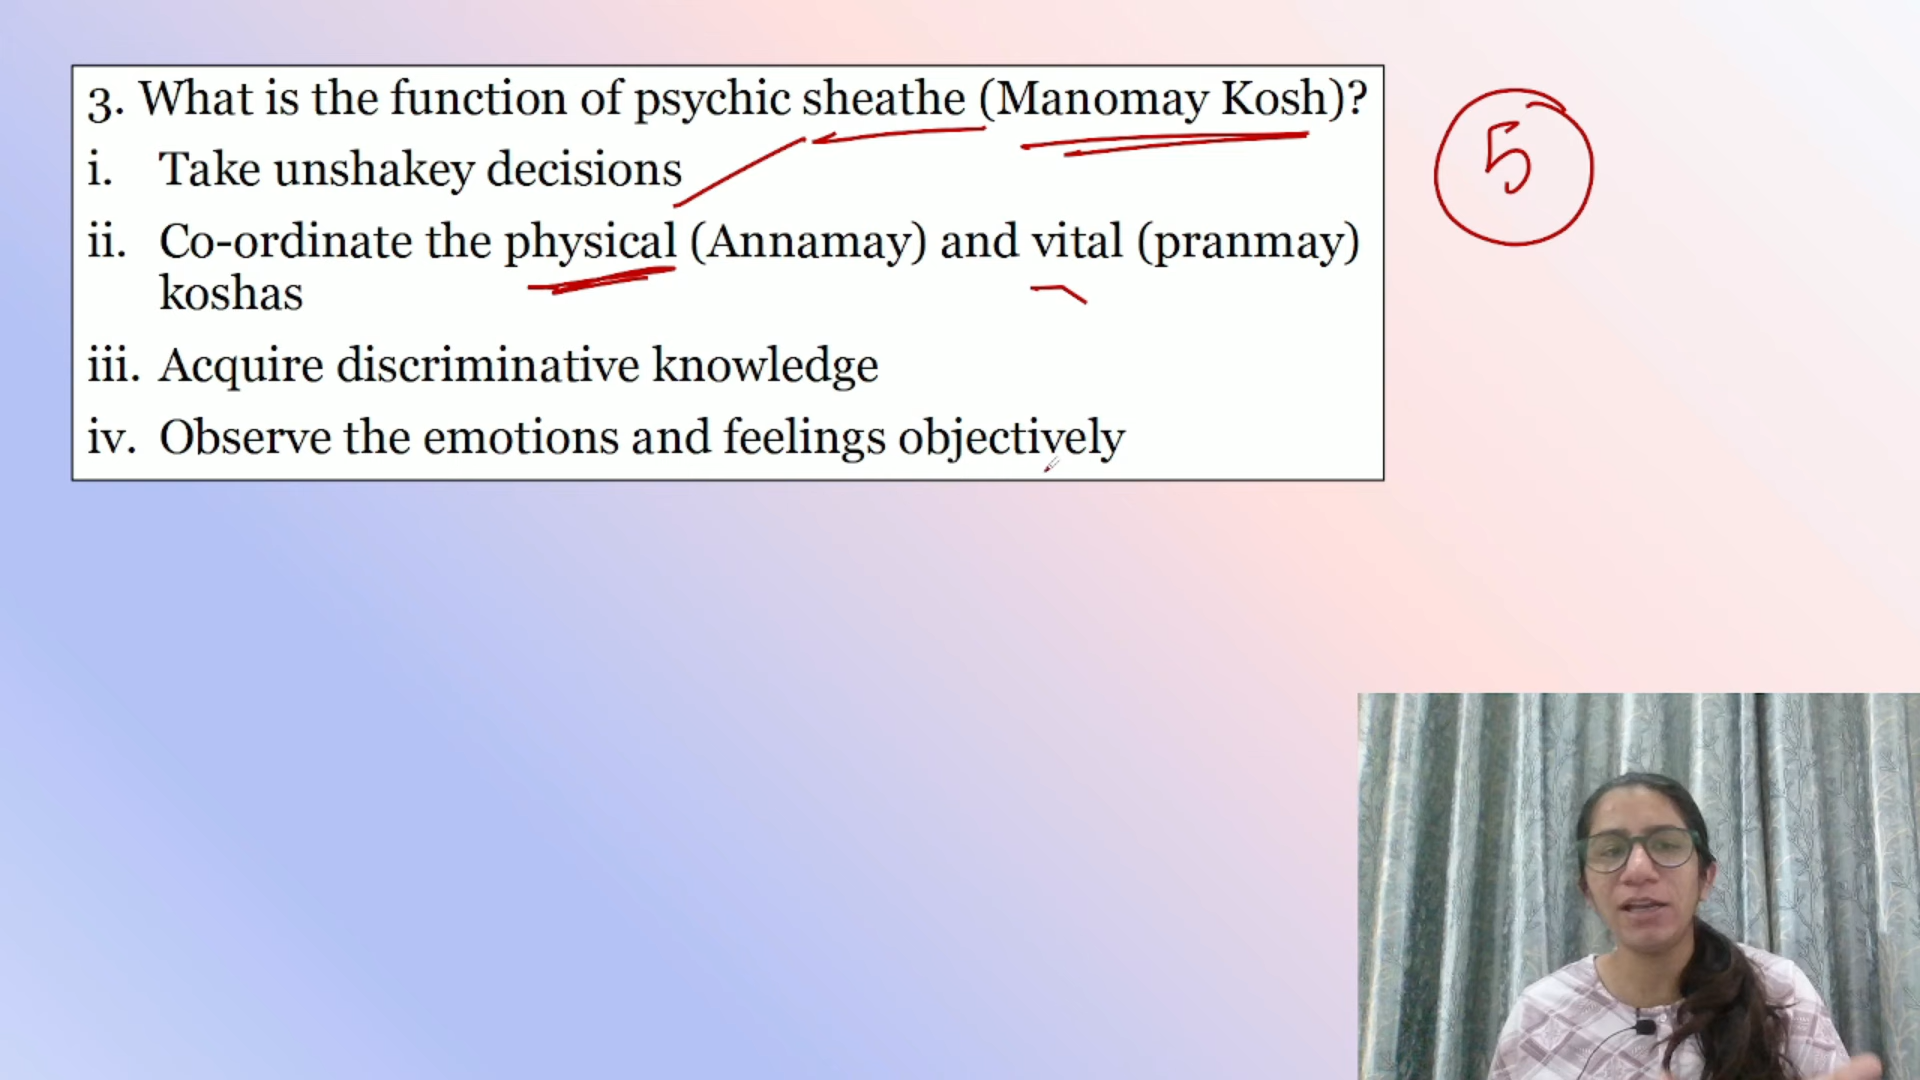 3. What is the function of psychic sheathe (Manomay Kosh)?
i. Take unshakey decisions
ii. Co-ordinate the physical (Annamay) and vital (pranmay)
koshas
iii. Acquire discriminative knowledge
iv. Observe the emotions and feelings objectively
5